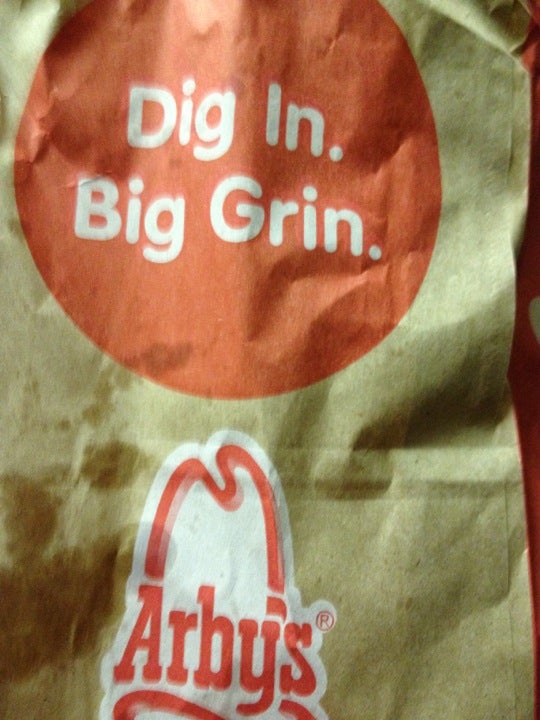 Dig In.
Big Grin.
Arby's®